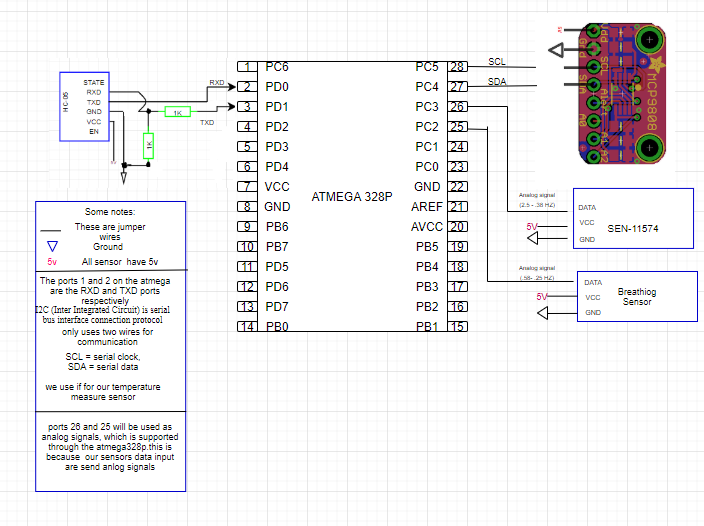 HC-05
STATE
RXD
TXD
GND
VCC
EN
1K
1K
RXD
TXD
ATMEGA 328P
1 PC6
2 PD0
3 PD1
4 PD2
5 PD3
6 PD4
7 VCC
8 GND
9 PB6
10 PB7
11 PD5
12 PD6
13 PD7
14 PB0
PC5 28
PC4 27
PC3 26
PC2 25
PC1 24
PC0 23
GND 22
AREF 21
AVCC 20
PB5 19
PB4 18
PB3 17
PB2 16
PB1 15
SCL
SDA
Vdd
Gnd
SCL
SDA
A0
A1
A2
MCP9808
Analog signal
(2.5 - .38 HZ)
DATA
VCC
GND
5V
SEN-11574
Analog signal
(.58-.25 HZ)
DATA
VCC
GND
5V
Breathiog
Sensor
Some notes:
These are jumper
wires
Ground
5v All sensor have 5v
The ports 1 and 2 on the atmega
are the RXD and TXD ports
respectively
I2C (Inter Integrated Circuit) is serial
bus interface connection protocol
only uses two wires for
communication
SCL = serial clock,
SDA = serial data
we use if for our temperature
measure sensor
ports 26 and 25 will be used as
analog signals, which is supported
through the atmega328p.this is
because our sensors data input
are send anlog signals